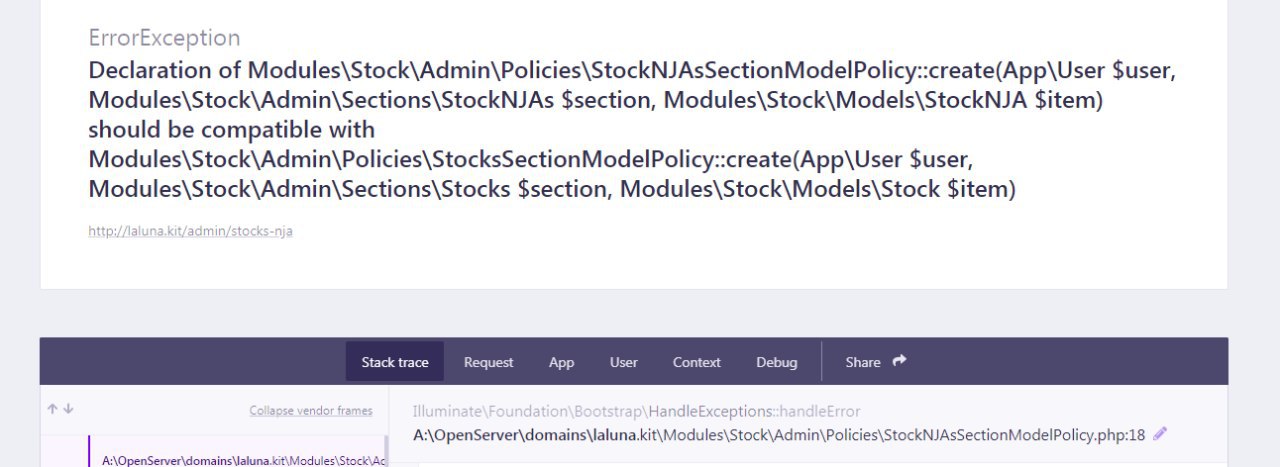 ErrorException
Declaration of Modules\Stock\Admin\Policies\StockNJAsSectionModelPolicy::create(App\User $user,
Modules\Stock\Admin\Sections\StockNJAs $section, Modules\Stock\Models\StockNJA $item)
should be compatible with
Modules\Stock\Admin\Policies\StocksSectionModelPolicy::create(App\User $user,
Modules\Stock\Admin\Sections\Stocks $section, Modules\Stock\Models\Stock $item)
http://laluna.kit/admin/stocks-nja
Stack trace Request App User Context Debug Share
Collapse vendor frames
Illuminate\Foundation\Bootstrap\HandleExceptions::handleError
A:\OpenServer\domains\laluna.kit\Modules\Stock\Admin\Policies\StockNJAsSectionModelPolicy.php:18
A:\OpenServer\domains\laluna.kit\Modules\Stock\